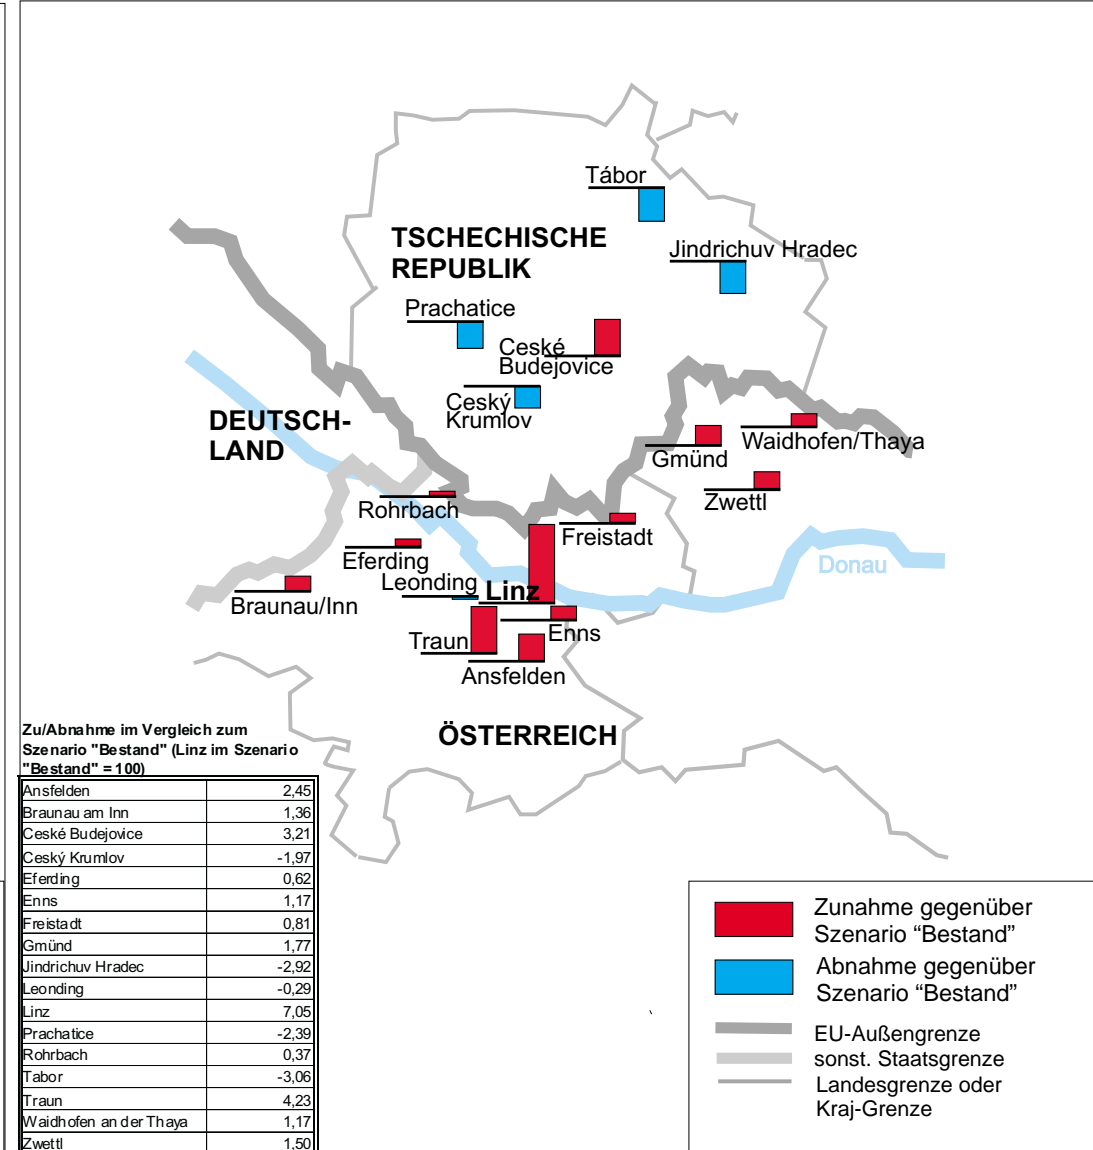 Tábor
TSCHECHISCHE
REPUBLIK
Jindrichuv Hradec
Prachatice
Ceské
Budejovice
Ceský
Krumlov
DEUTSCH-
LAND
Waidhofen/Thaya
Gmünd
Zwettl
Rohrbach
Freistadt
Eferding
Donau
Leonding
Linz
Braunau/Inn
Enns
Traun
Ansfelden
ÖSTERREICH
Zu/Abnahme im Vergleich zum
Szenario "Bestand" (Linz im Szenario
"Bestand" = 100)
Ansfelden 2,45
Braunau am Inn 1,36
Ceské Budejovice 3,21
Ceský Krumlov -1,97
Eferding 0,62
Enns 1,17
Freistadt 0,81
Gmünd 1,77
Jindrichuv Hradec -2,92
Leonding -0,29
Linz 7,05
Prachatice -2,39
Rohrbach 0,37
Tabor -3,06
Traun 4,23
Waidhofen an der Thaya 1,17
Zwettl 1,50
Zunahme gegenüber
Szenario “Bestand”
Abnahme gegenüber
Szenario “Bestand”
EU-Außengrenze
sonst. Staatsgrenze
Landesgrenze oder
Kraj-Grenze